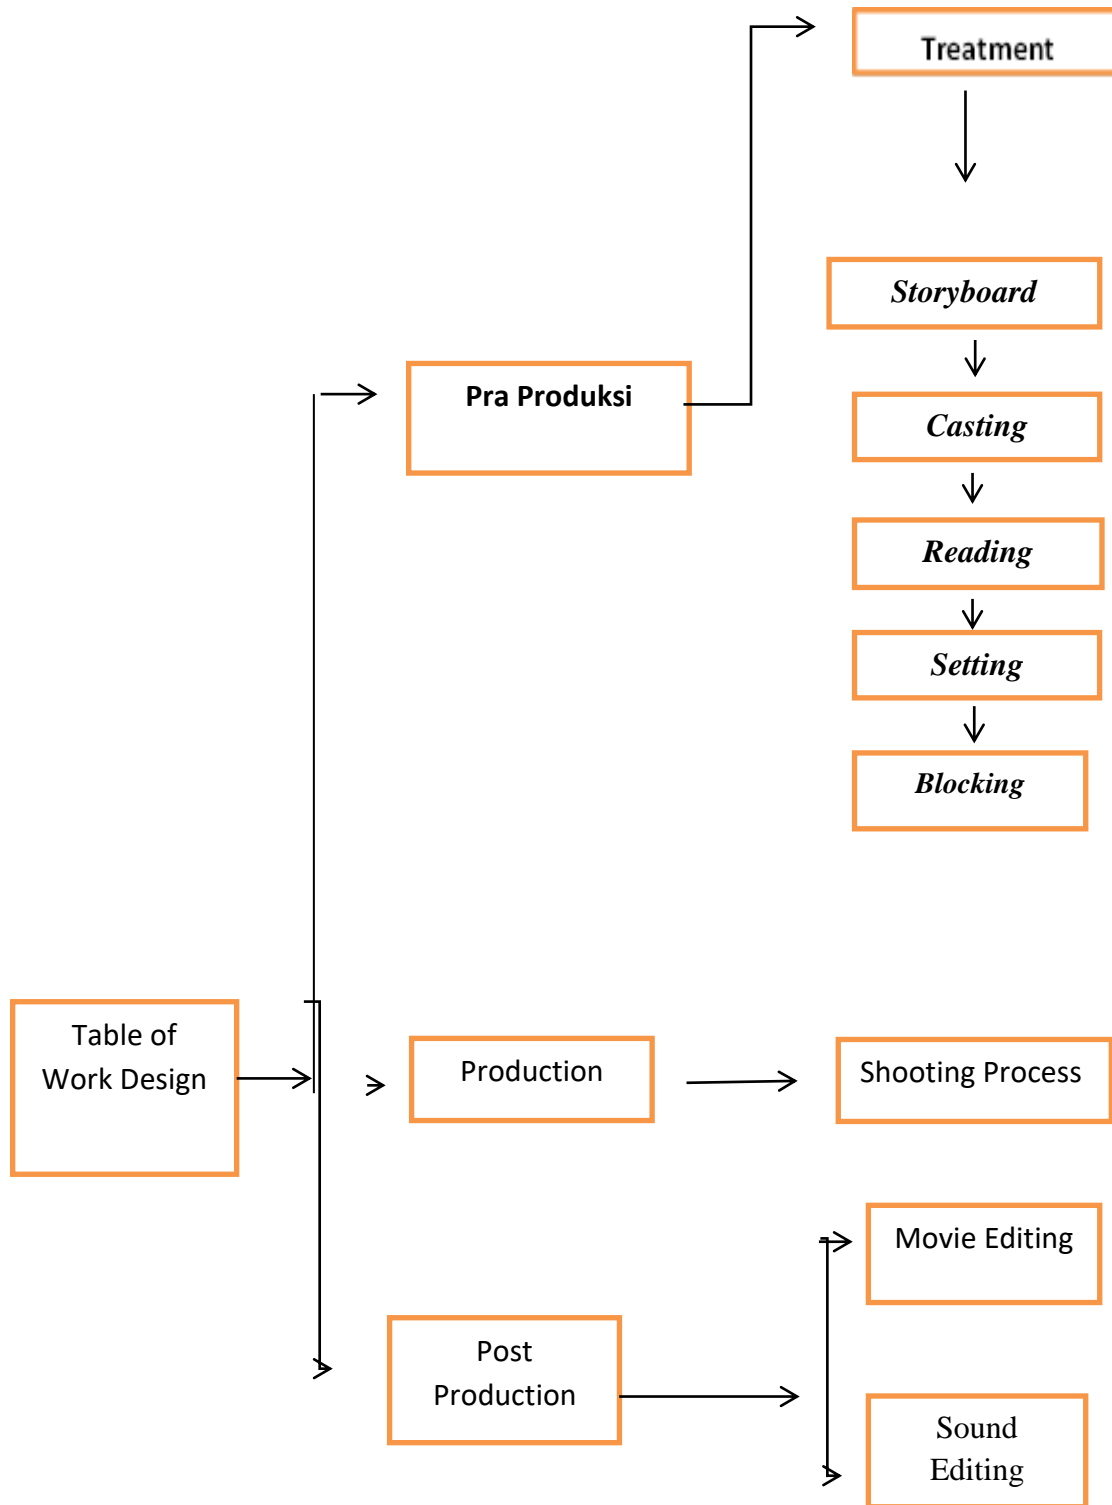 Treatment
Storyboard
Pra Produksi
Casting
Reading
Setting
Blocking
Table of
Work Design
Production
Shooting Process
Movie Editing
Post
Production
Sound
Editing